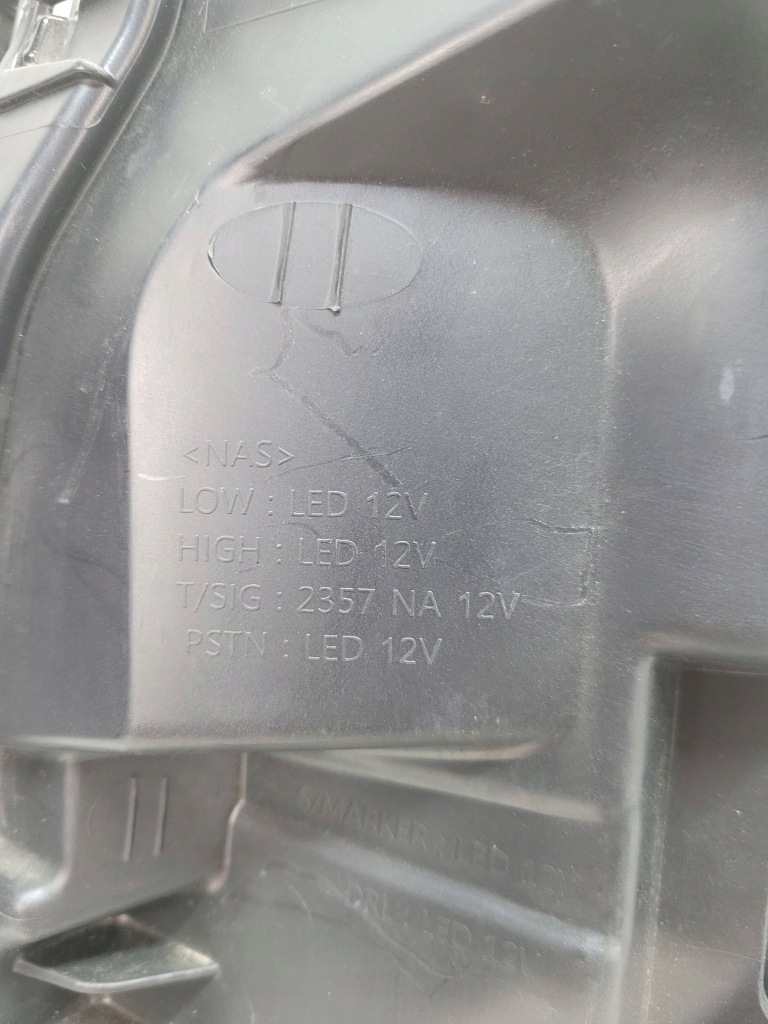 <NAS>
LOW : LED 12V
HIGH : LED 12V
T/SIG : 2357 NA 12V
PSTN : LED 12V
S/MARKER : LED 12V
DRL : LED 12V